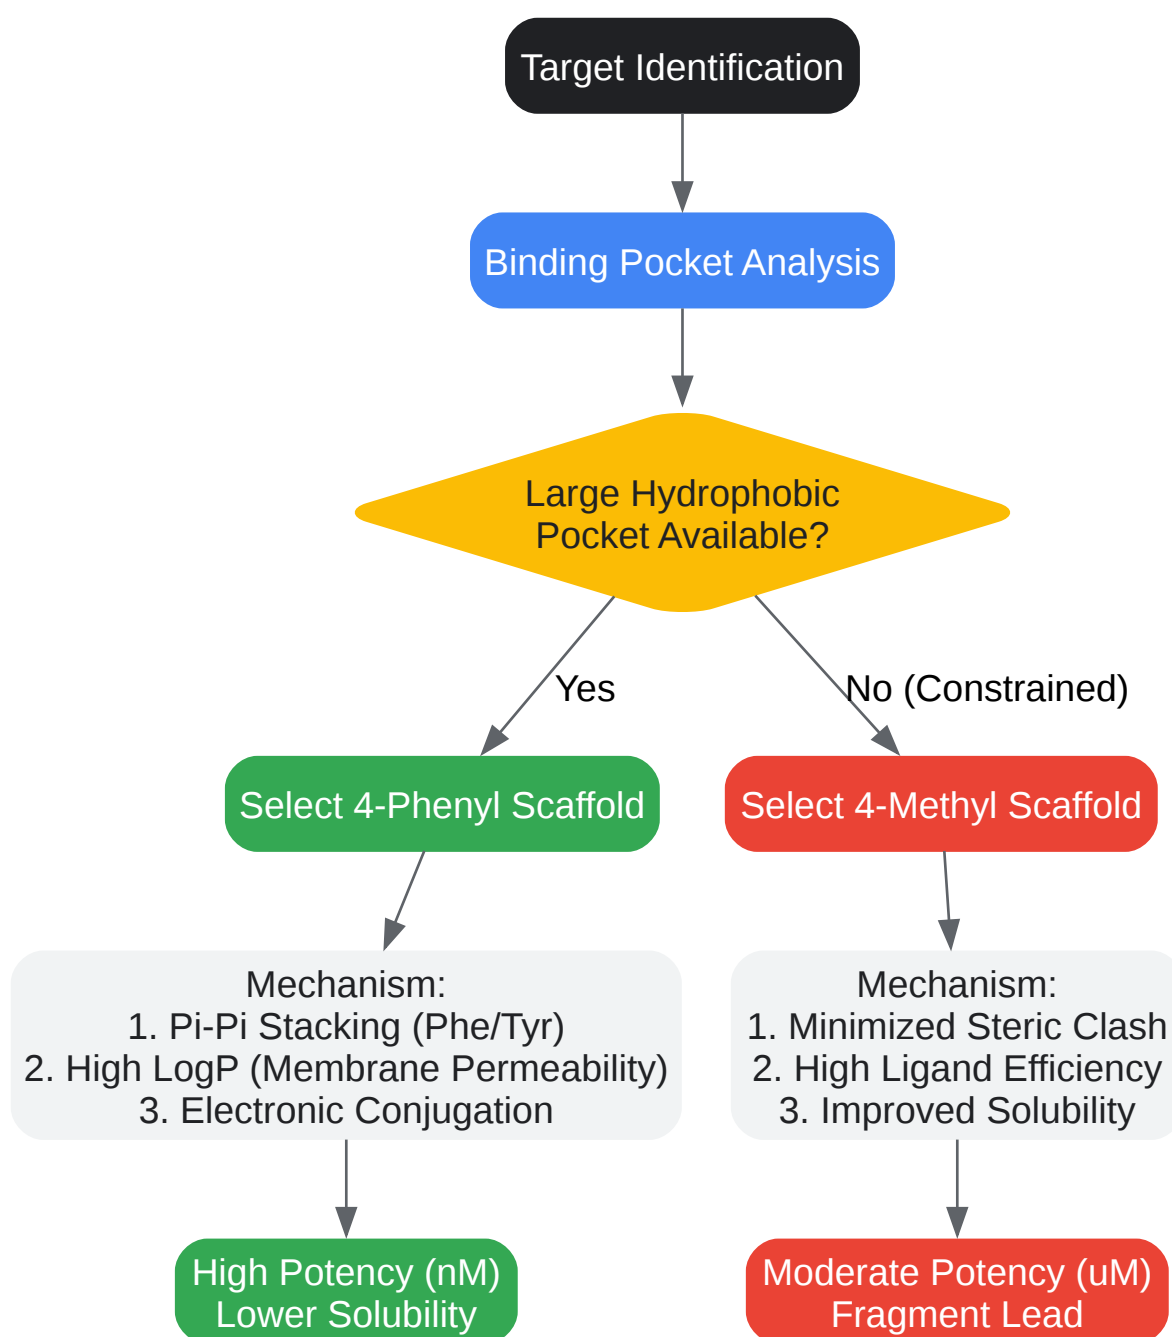 Target Identification
Binding Pocket Analysis
Large Hydrophobic
Pocket Available?
Yes
No (Constrained)
Select 4-Phenyl Scaffold
Select 4-Methyl Scaffold
Mechanism:
1. Pi-Pi Stacking (Phe/Tyr)
2. High LogP (Membrane Permeability)
3. Electronic Conjugation
Mechanism:
1. Minimized Steric Clash
2. High Ligand Efficiency
3. Improved Solubility
High Potency (nM)
Lower Solubility
Moderate Potency (uM)
Fragment Lead